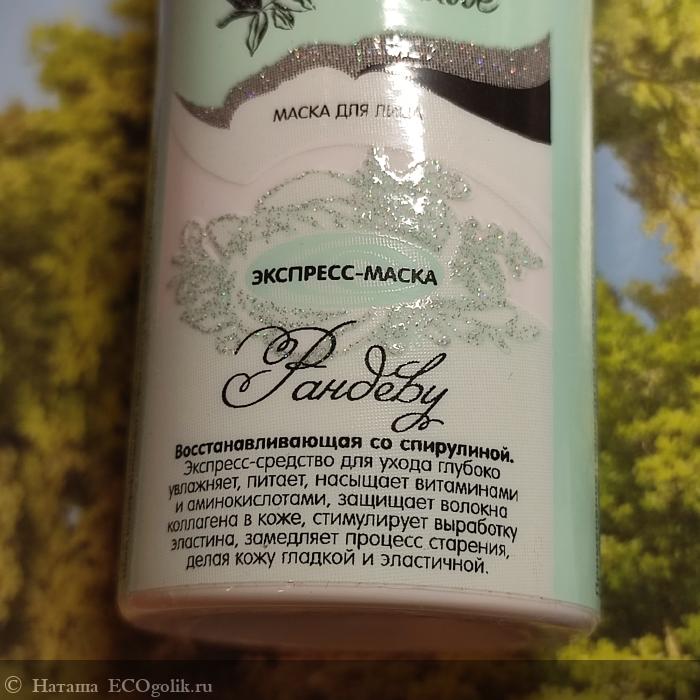 МАСКА ДЛЯ ЛИЦА
ЭКСПРЕСС-МАСКА
Рандеву
Восстанавливающая со спирулиной.
Экспресс-средство для ухода глубоко
увлажняет, питает, насыщает витаминами
и аминокислотами, защищает волокна
коллагена в коже, стимулирует выработку
эластина, замедляет процесс старения,
делая кожу гладкой и эластичной.
© Наташа ECOgolik.ru